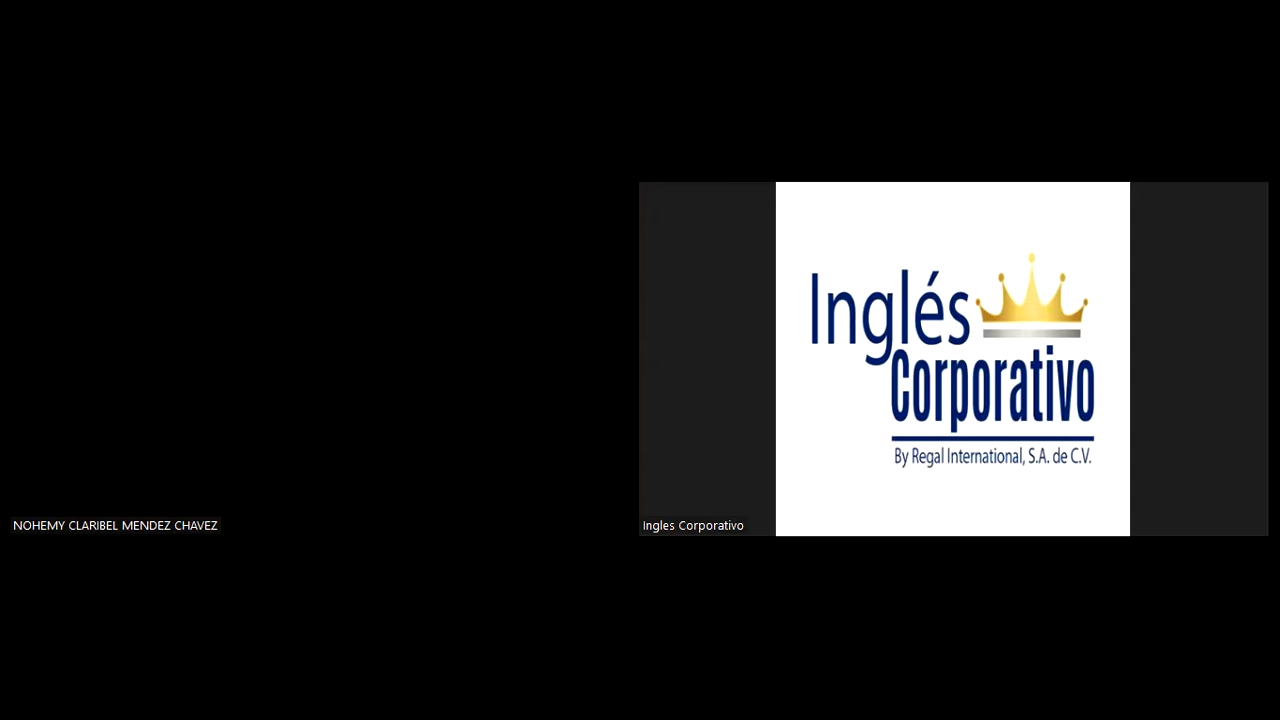 Inglés
Corporativo
By Regal International, S.A. de C.V.
NOHEMY CLARIBEL MENDEZ CHAVEZ
Ingles Corporativo